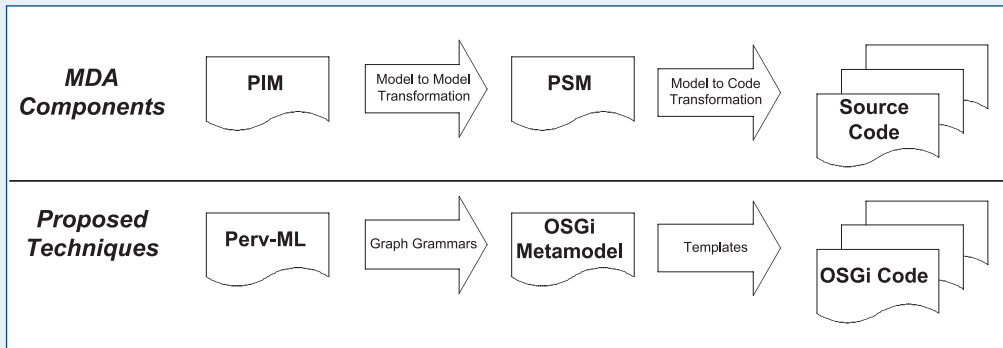 MDA
Components
PIM
Model to Model
Transformation
PSM
Model to Code
Transformation
Source
Code
Proposed
Techniques
Perv-ML
Graph Grammars
OSGi
Metamodel
Templates
OSGi Code